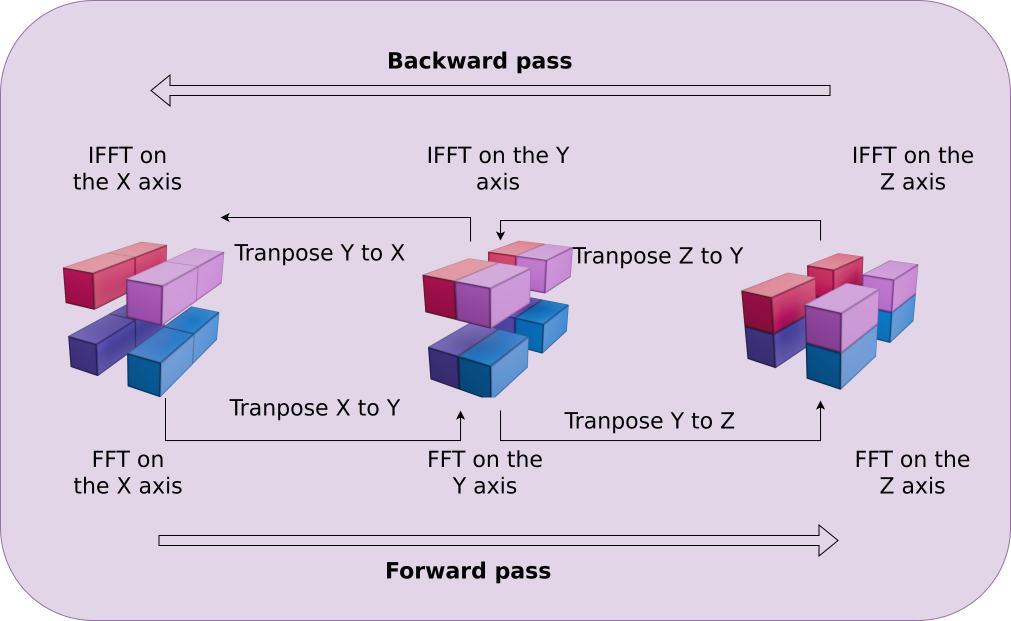 Backward pass
IFFT on
the X axis
IFFT on the Y
axis
IFFT on the
Z axis
Tranpose Y to X
Tranpose Z to Y
Tranpose X to Y
Tranpose Y to Z
FFT on
the X axis
FFT on the
Y axis
FFT on the
Z axis
Forward pass